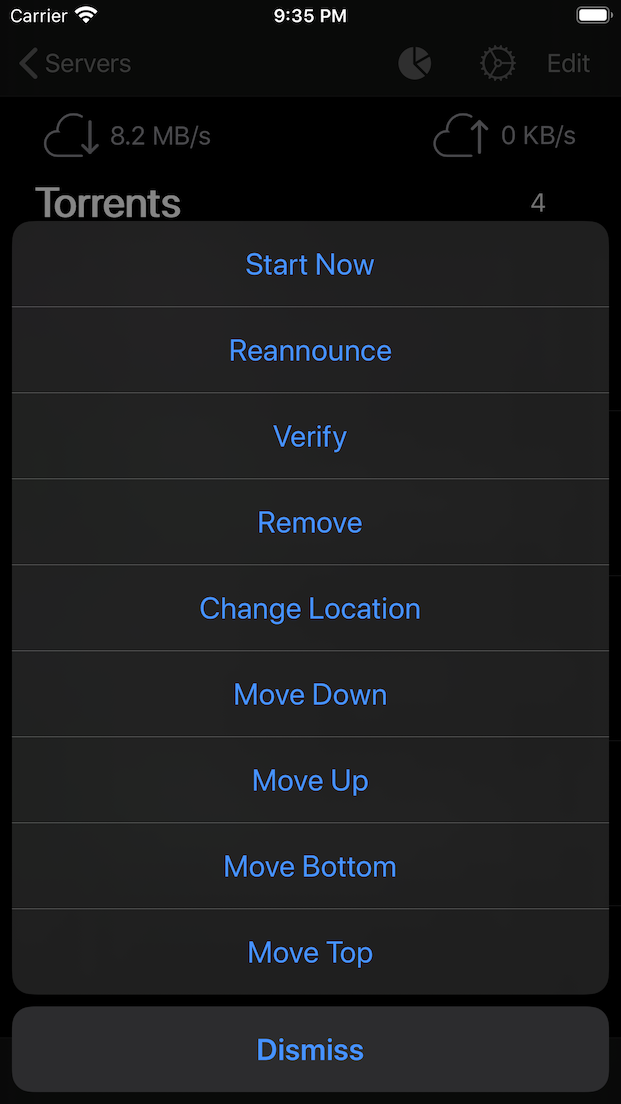 Carrier 9:35 PM
Servers Edit
8.2 MB/s 0 KB/s
Torrents 4
Start Now
Reannounce
Verify
Remove
Change Location
Move Down
Move Up
Move Bottom
Move Top
Dismiss